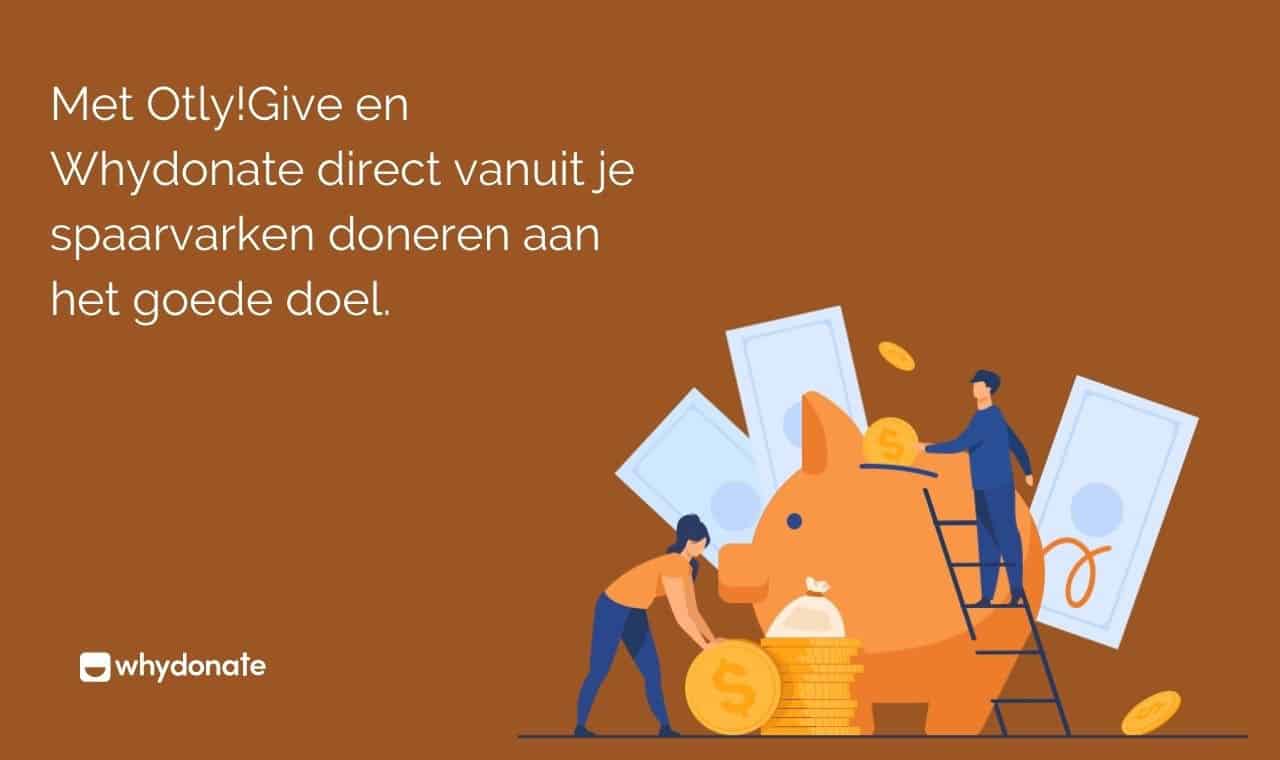 Met Otly!Give en
Whydonate direct vanuit je
spaarvarken doneren aan
het goede doel.
$
$
$
whydonate